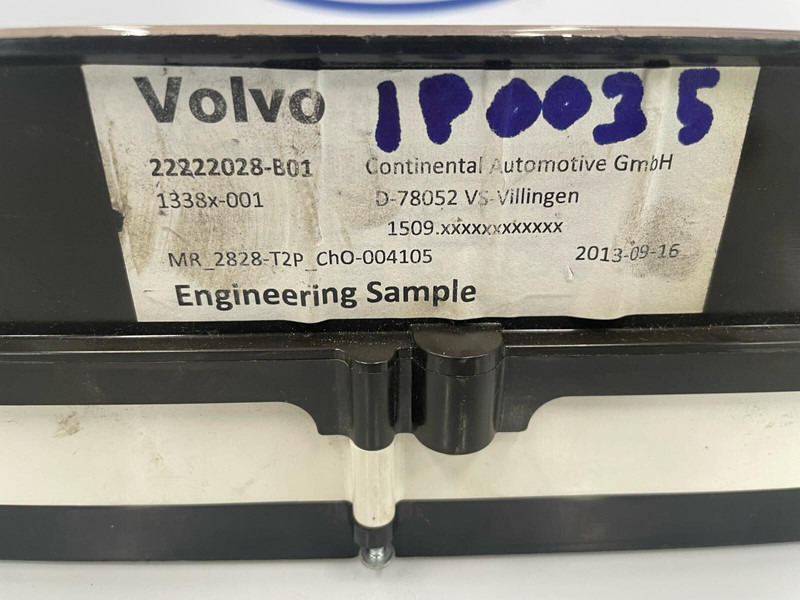 Volvo 1P0035
22222028-B01 Continental Automotive GmbH
1338x-001 D-78052 VS-Villingen
1509.xxxxxxxxxxxx
MR_2828-T2P_ChO-004105 2013-09-16
Engineering Sample